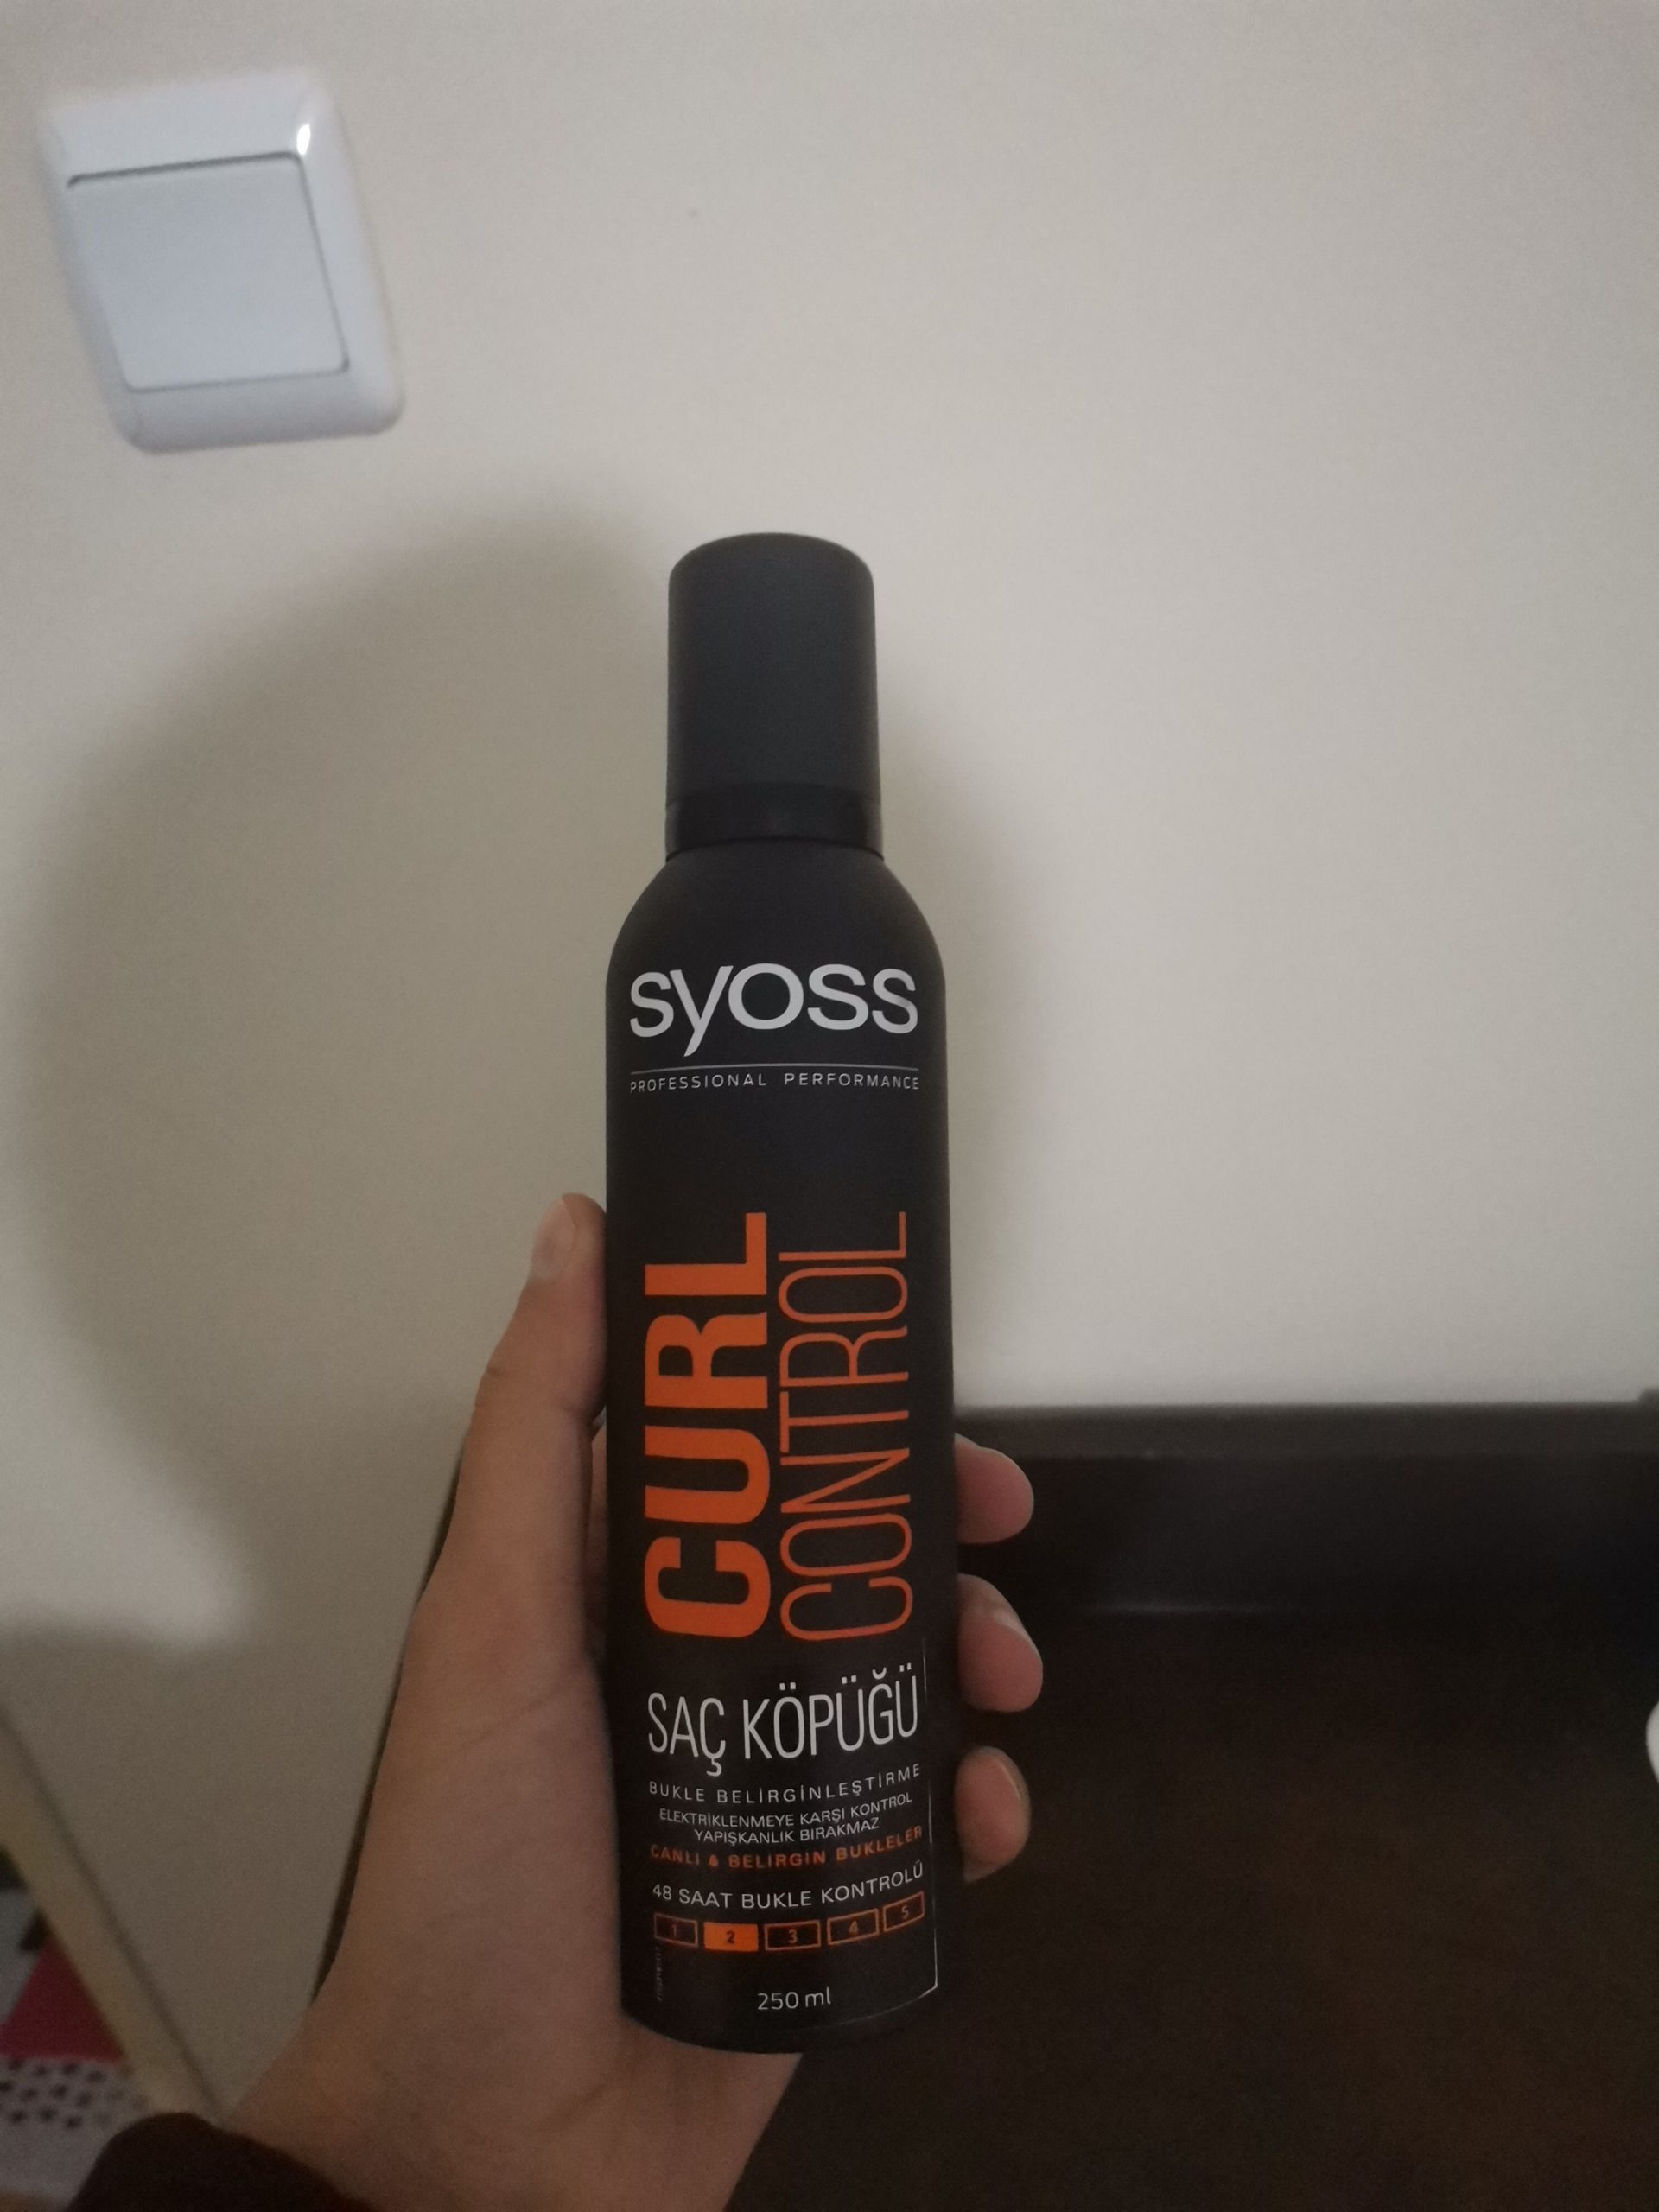 syoss
PROFESSIONAL PERFORMANCE
CURL
CONTROL
SAÇ KÖPÜĞÜ
BUKLE BELİRGİNLEŞTİRME
ELEKTRİKLENMEYE KARŞI KONTROL
YAPIŞKANLIK BIRAKMAZ
CANLI & BELİRGİN BUKLELER
48 SAAT BUKLE KONTROLÜ
1 2 3 4 5
250 ml